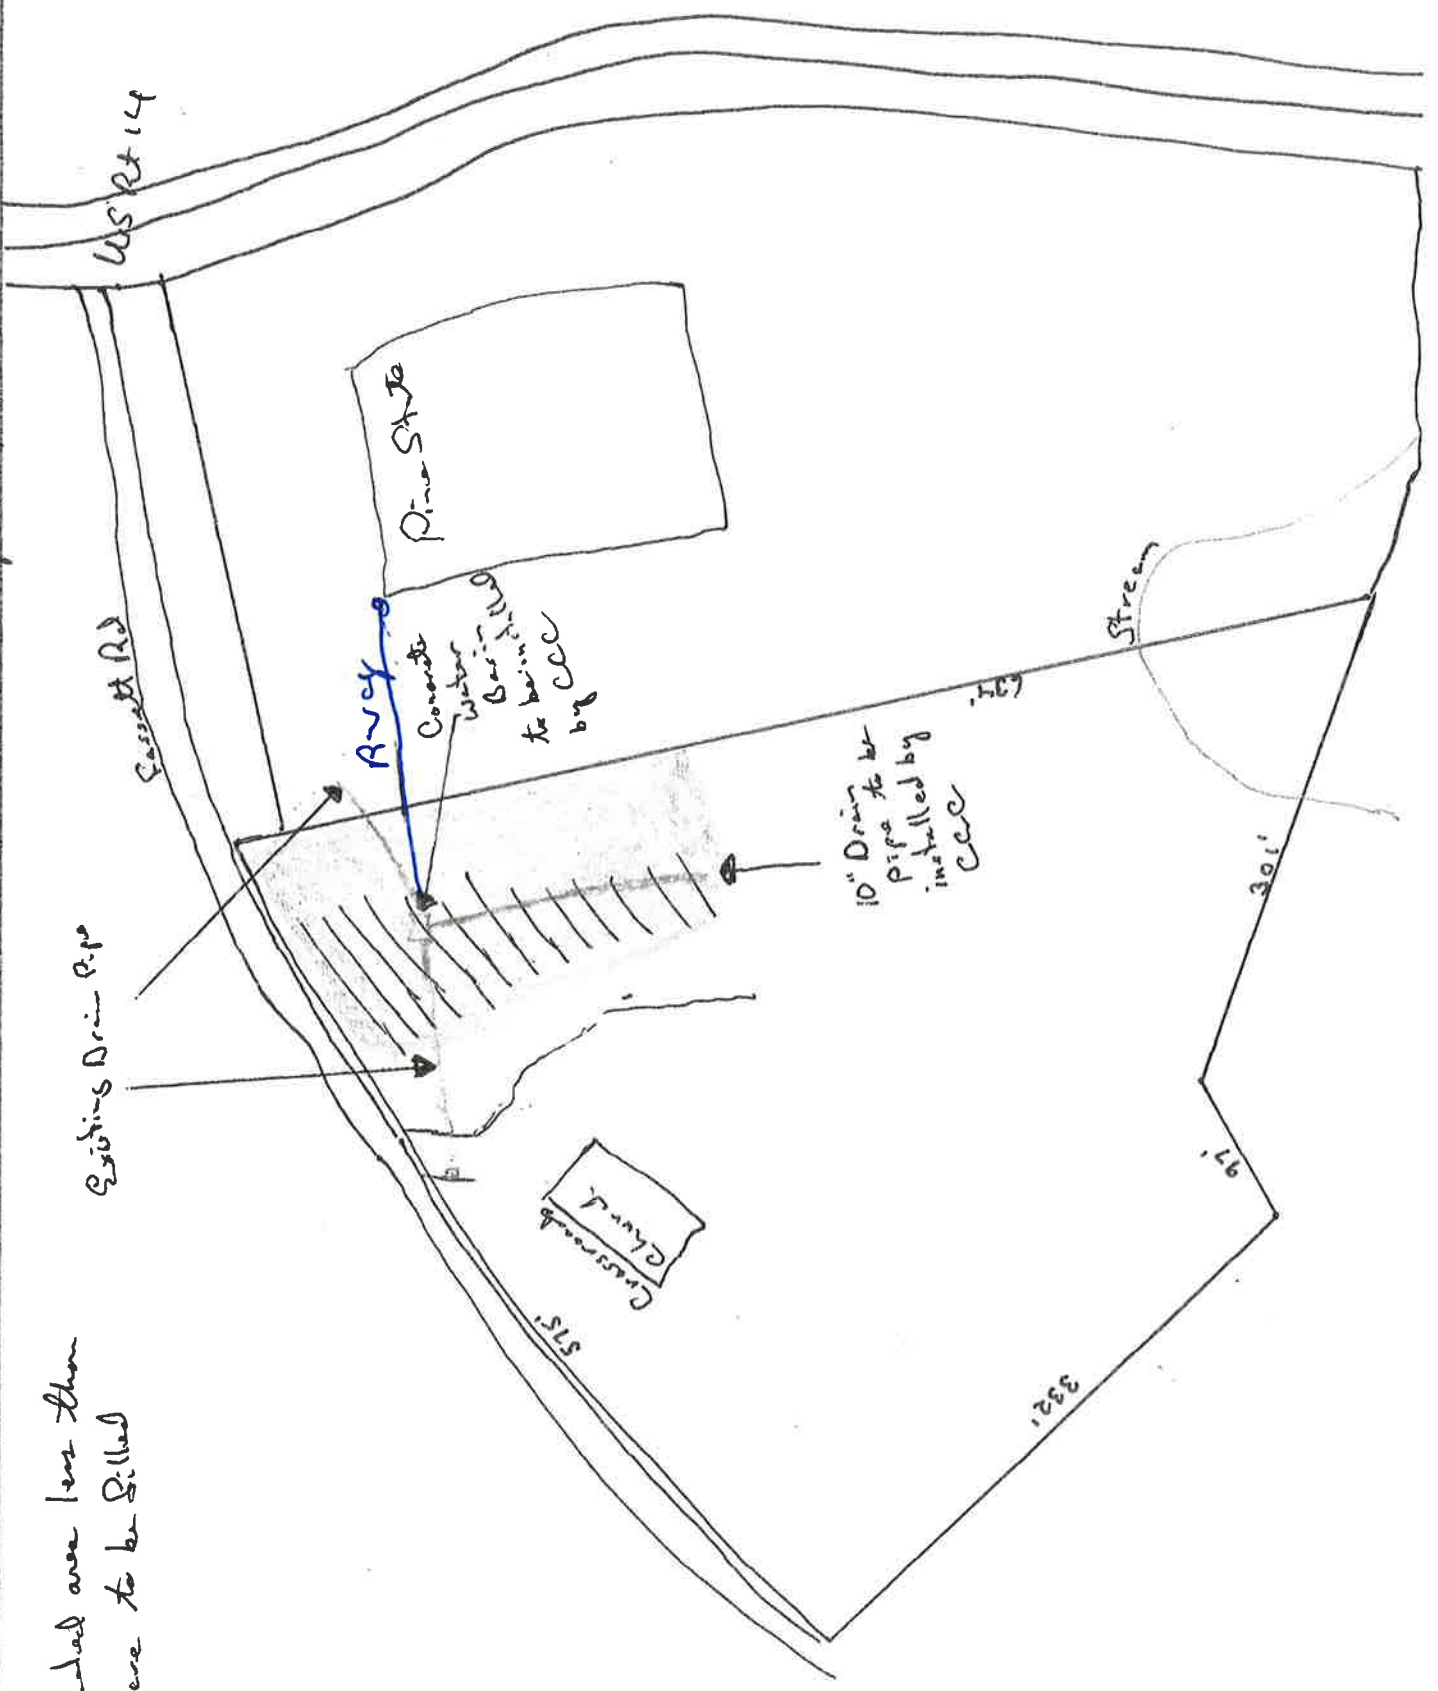 US Rt 14
Fassett Rd
Existing Drain Pipe
Pine State
Concrete
Water
Basin
to be installed
by CCC
10" Drain
Pipe to be
installed by
CCC
Stream
301'
97'
332'
575'
Crossroads
Church
area less than
to be filled